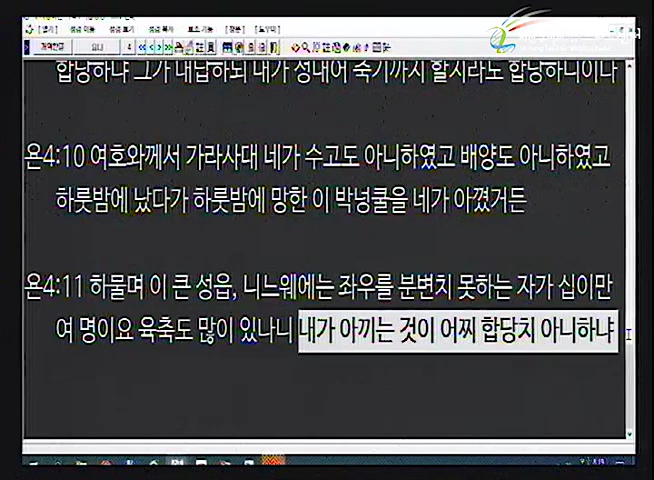 개역한글 요나 4
합당하냐 그가 대답하되 내가 성내어 죽기까지 할지라도 합당하니이다
욘4:10 여호와께서 가라사대 네가 수고도 아니하였고 배양도 아니하였고
하룻밤에 났다가 하룻밤에 망한 이 박넝쿨을 네가 아꼈거든
욘4:11 하물며 이 큰 성읍, 니느웨에는 좌우를 분변치 못하는 자가 십이만
여 명이요 육축도 많이 있나니 내가 아끼는 것이 어찌 합당치 아니하냐